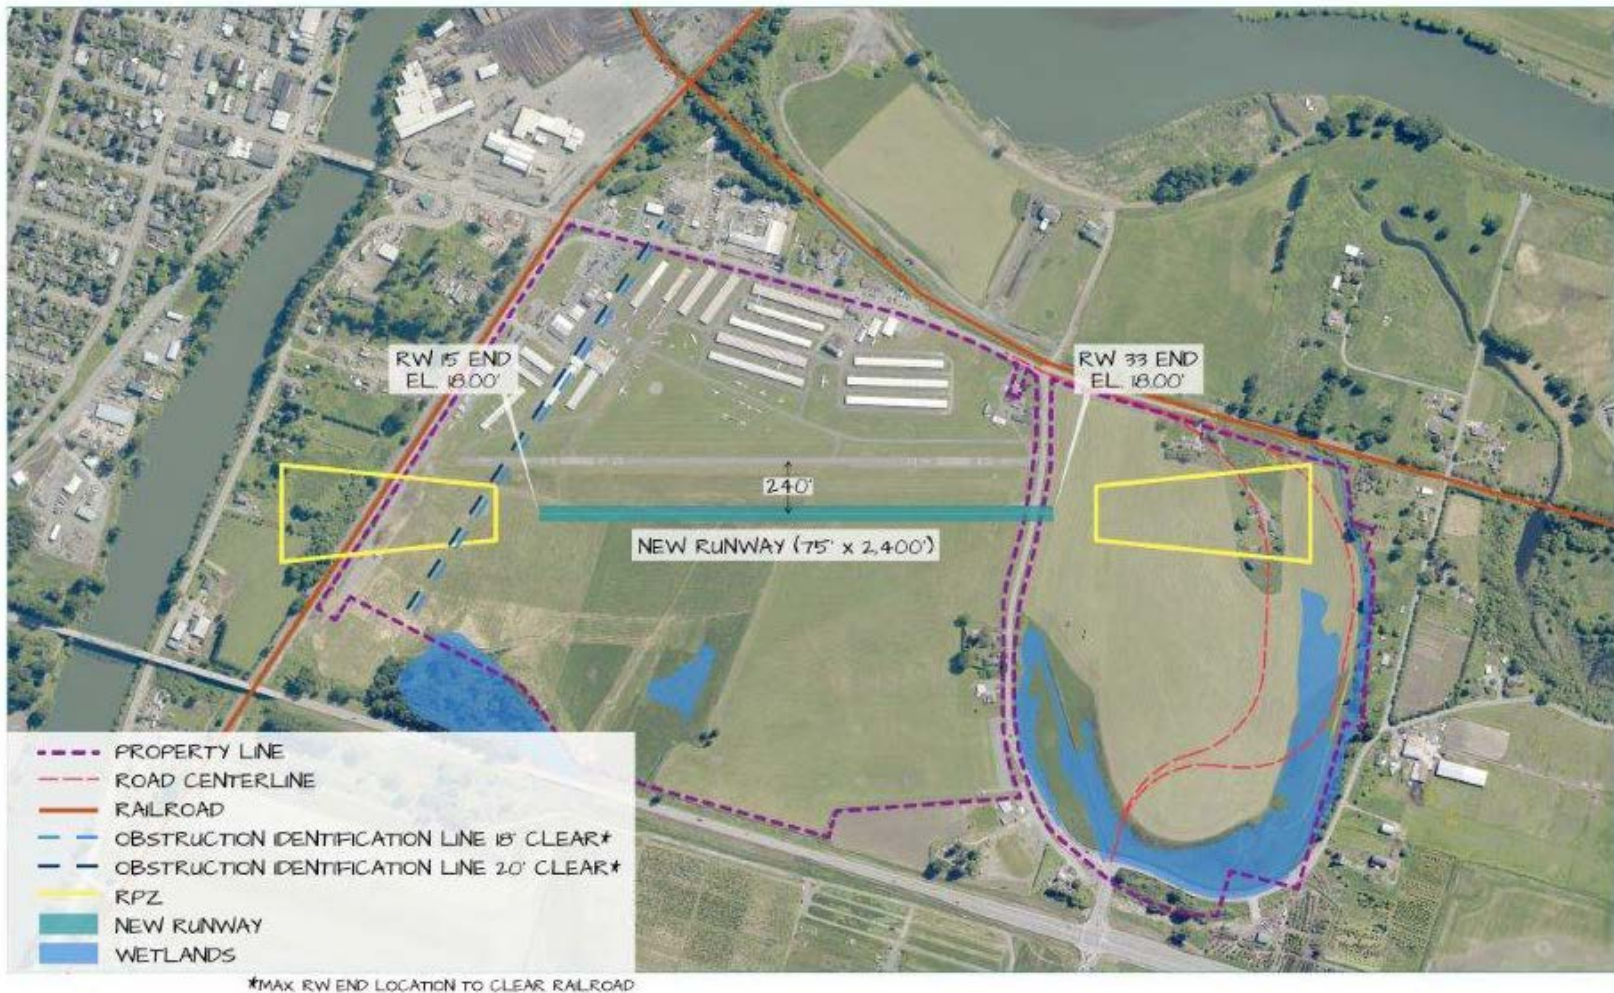 RW 15 END
EL. 18.00'
RW 33 END
EL. 18.00'
240'
NEW RUNWAY (75' x 2,400')
PROPERTY LINE
ROAD CENTERLINE
RAILROAD
OBSTRUCTION IDENTIFICATION LINE 18' CLEAR*
OBSTRUCTION IDENTIFICATION LINE 20' CLEAR*
RPZ
NEW RUNWAY
WETLANDS
*MAX RW END LOCATION TO CLEAR RAILROAD